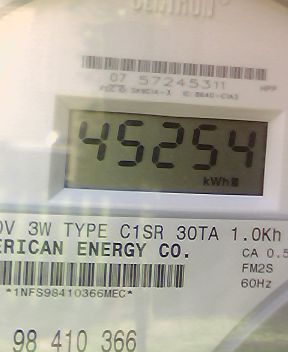 CENTRON
07 57245311
45254
kWh
0V 3W TYPE C1SR 30TA 1.0Kh
ERICAN ENERGY CO.
CA 0.5
FM2S
60Hz
*1NFS98410366MEC*
98 410 366